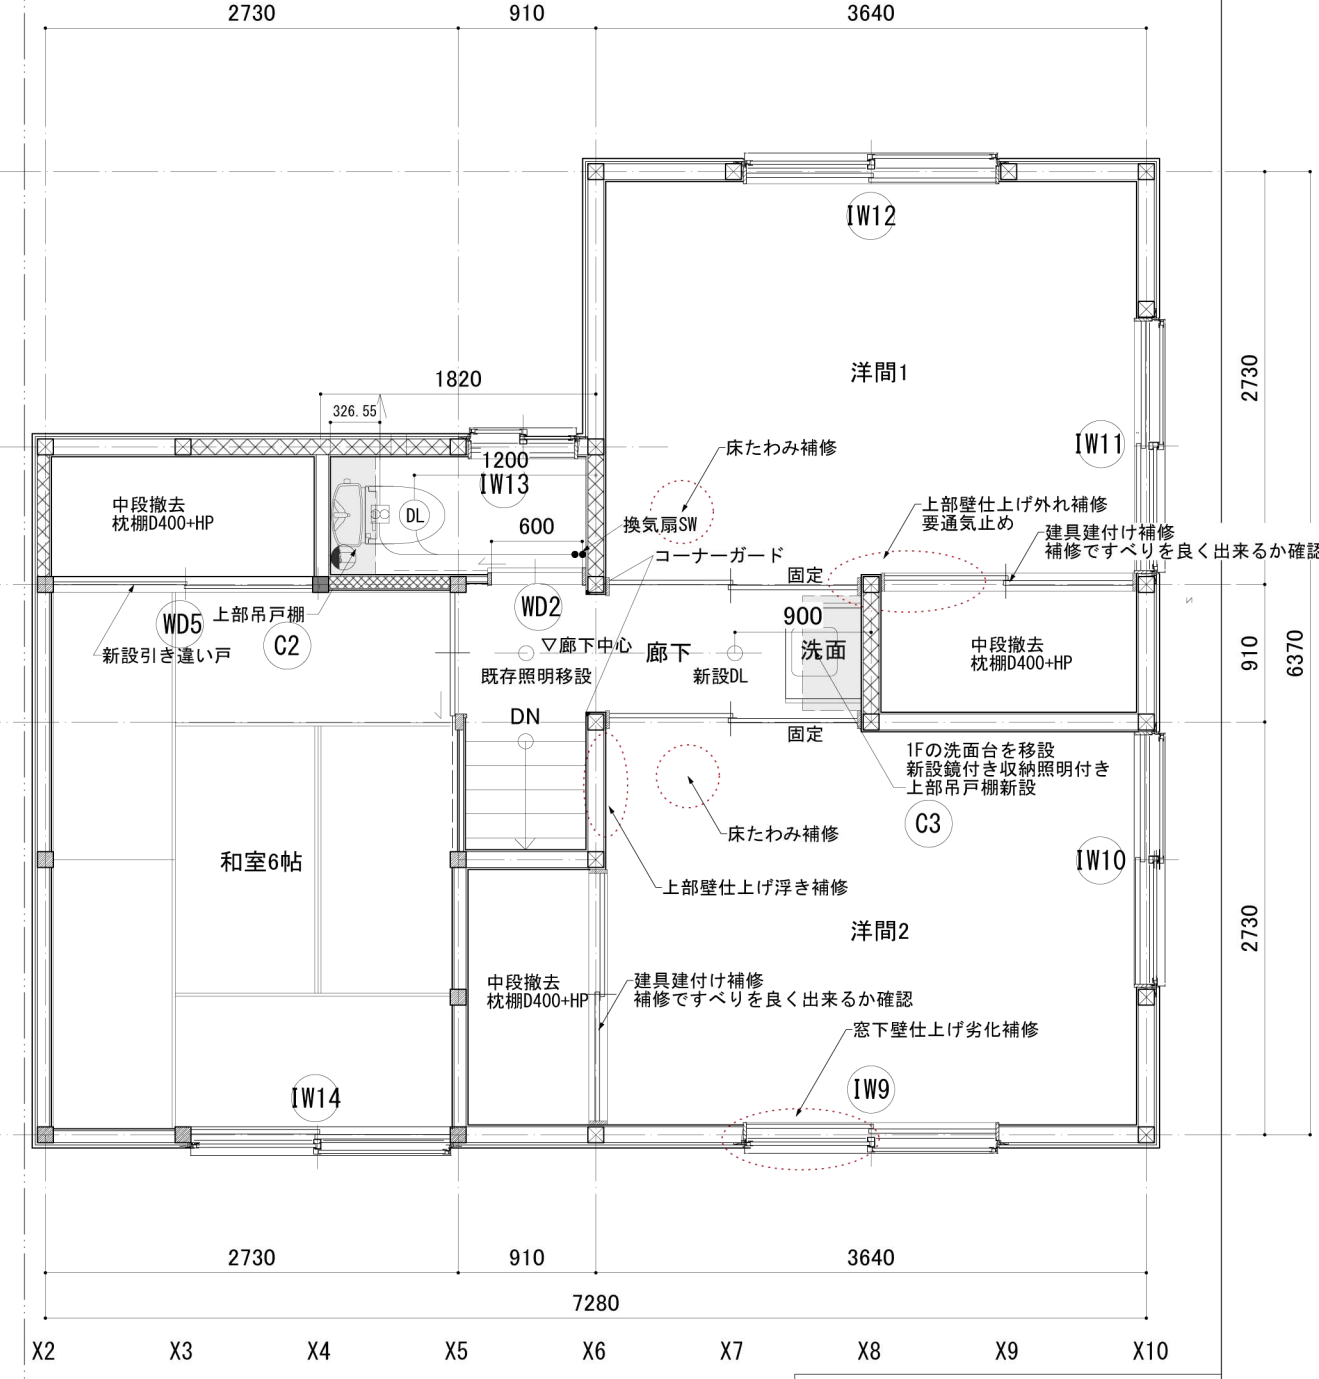 2730
910
3640
IW12
洋間1
2730
1820
326.55
IW11
床たわみ補修
1200
IW13
中段撤去
枕棚D400+HP
DL
600
換気扇SW
上部壁仕上げ外れ補修
要通気止め
建具建付け補修
補修ですべりを良く出来るか確認
コーナーガード
固定
WD2
WD5
上部吊戸棚
C2
新設引き違い戸
900
▽廊下中心
廊下
洗面
中段撤去
枕棚D400+HP
910
6370
既存照明移設
新設DL
DN
固定
1Fの洗面台を移設
新設鏡付き収納照明付き
上部吊戸棚新設
C3
床たわみ補修
IW10
和室6帖
上部壁仕上げ浮き補修
洋間2
2730
中段撤去
枕棚D400+HP
建具建付け補修
補修ですべりを良く出来るか確認
窓下壁仕上げ劣化補修
IW14
IW9
2730
910
3640
7280
X2
X3
X4
X5
X6
X7
X8
X9
X10